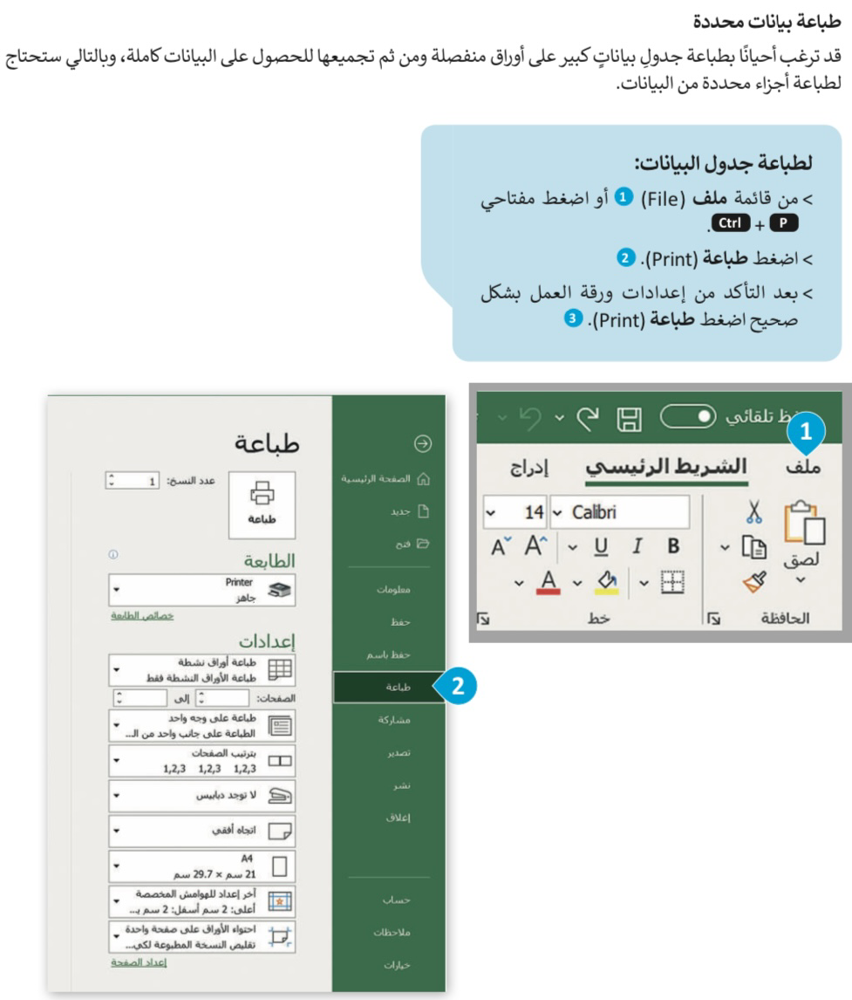 طباعة بيانات محددة
قد ترغب أحيانًا بطباعة جدولِ بياناتٍ كبير على أوراق منفصلة ومن ثم تجميعها للحصول على البيانات كاملة، وبالتالي ستحتاج
لطباعة أجزاء محددة من البيانات.
لطباعة جدول البيانات:
> من قائمة ملف (File) 1 أو اضغط مفتاحي
Ctrl + P.
> اضغط طباعة (Print). 2
> بعد التأكد من إعدادات ورقة العمل بشكل
صحيح اضغط طباعة (Print). 3
ظ تلقائي
1
ملف
الشريط الرئيسي
إدراج
لصق
الحافظة
Calibri
14
B I U A A
A
خط
الصفحة الرئيسية
جديد
فتح
معلومات
حفظ
حفظ باسم
طباعة
2
مشاركة
تصدير
نشر
إغلاق
حساب
ملاحظات
خيارات
طباعة
طباعة
عدد النسخ: 1
الطابعة
Printer
جاهز
خصائص الطابعة
إعدادات
طباعة أوراق نشطة
طباعة الأوراق النشطة فقط
الصفحات: إلى
طباعة على وجه واحد
الطباعة على جانب واحد من الـ...
بترتيب الصفحات
1,2,3 1,2,3 1,2,3
لا توجد دبابيس
اتجاه أفقي
A4
21 سم × 29.7 سم
آخر إعداد للهوامش المخصصة
أعلى: 2 سم أسفل: 2 سم يـ...
احتواء الأوراق على صفحة واحدة
تقليص النسخة المطبوعة لكي...
إعداد الصفحة